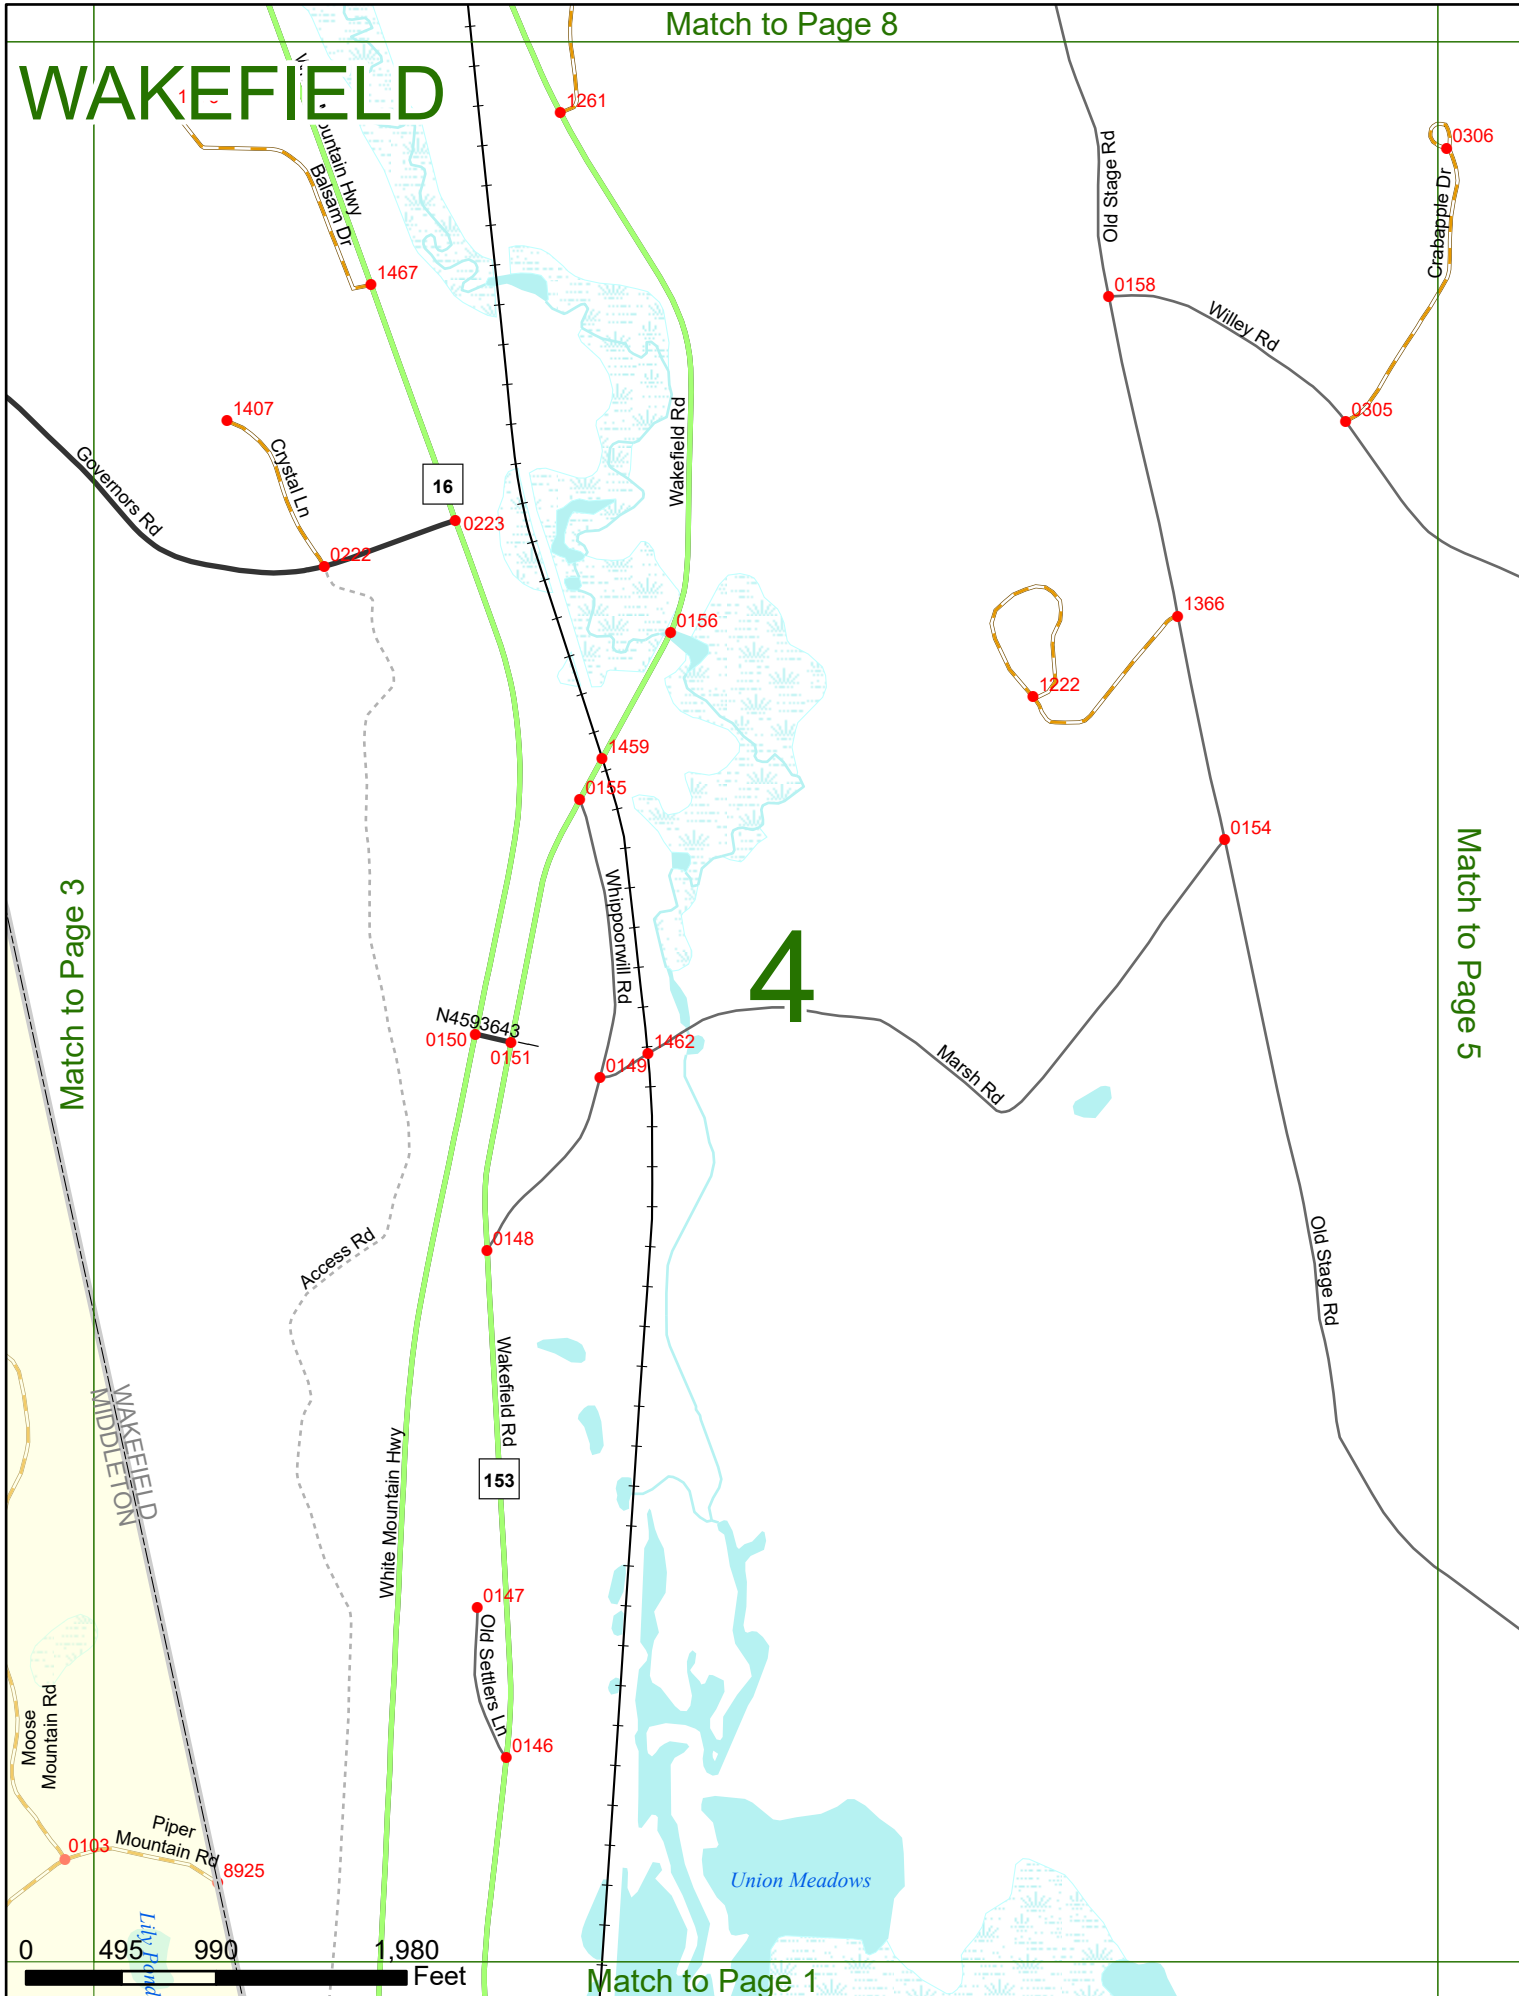 Match to Page 8
WAKEFIELD
1261
Old Stage Rd
0306
Mountain Hwy
Balsam Dr
Crabapple Dr
1467
0158
Willey Rd
1407
0305
Governors Rd
Crystal Ln
16
Wakefield Rd
0223
0222
0156
1366
1222
1459
0155
0154
Match to Page 3
Whippoorwill Rd
4
Match to Page 5
N4593643
0150
0151
1462
0149
Marsh Rd
Access Rd
0148
Old Stage Rd
Wakefield Rd
WAKEFIELD
MIDDLETON
White Mountain Hwy
153
0147
Old Settlers Ln
0146
Moose
Mountain Rd
Piper
Mountain Rd
0103
8925
Union Meadows
Lily Pond
0 495 990 1,980
Feet
Match to Page 1